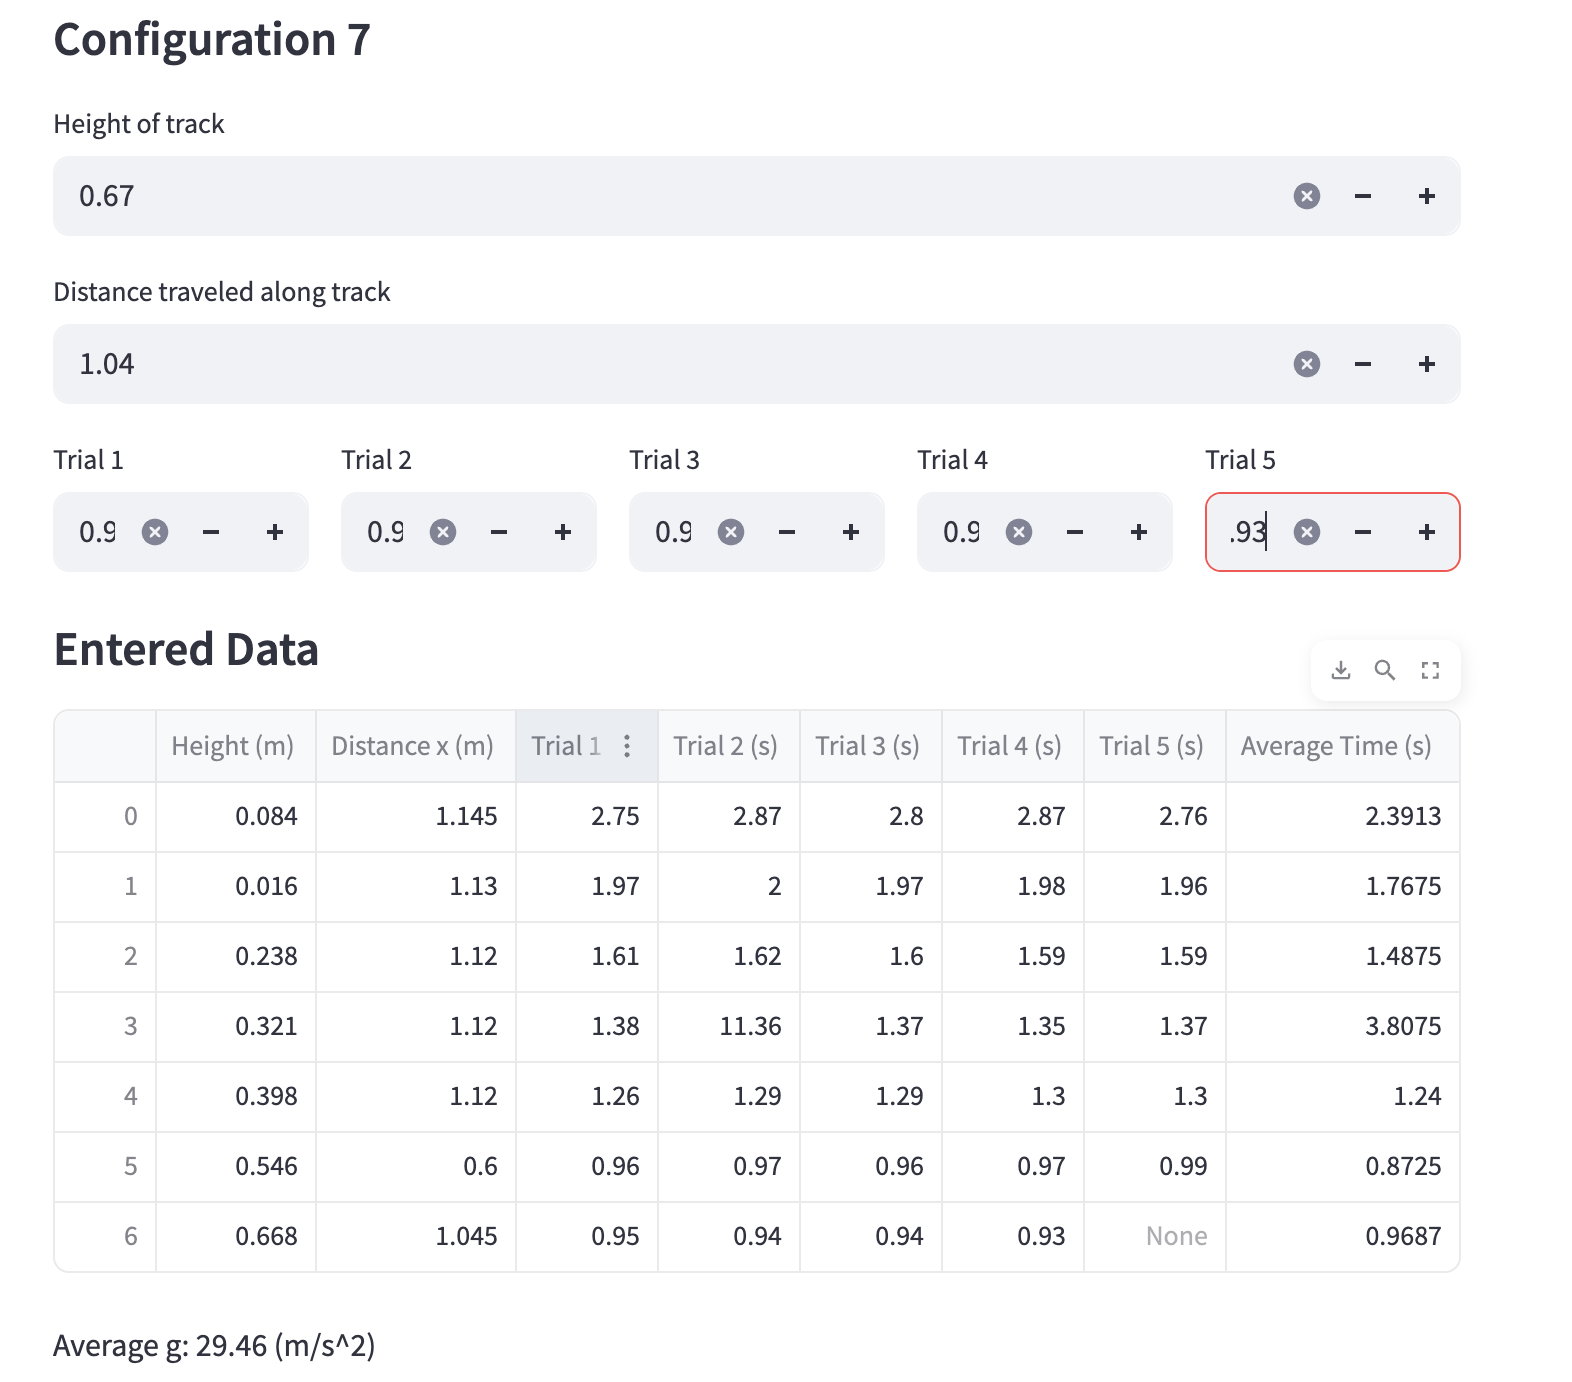 Configuration 7
Height of track
0.67
Distance traveled along track
1.04
Trial 1 Trial 2 Trial 3 Trial 4 Trial 5
0.9 0.9 0.9 0.9 .93
Entered Data
Height (m) Distance x (m) Trial 1 Trial 2 (s) Trial 3 (s) Trial 4 (s) Trial 5 (s) Average Time (s)
0 0.084 1.145 2.75 2.87 2.8 2.87 2.76 2.3913
1 0.016 1.13 1.97 2 1.97 1.98 1.96 1.7675
2 0.238 1.12 1.61 1.62 1.6 1.59 1.59 1.4875
3 0.321 1.12 1.38 11.36 1.37 1.35 1.37 3.8075
4 0.398 1.12 1.26 1.29 1.29 1.3 1.3 1.24
5 0.546 0.6 0.96 0.97 0.96 0.97 0.99 0.8725
6 0.668 1.045 0.95 0.94 0.94 0.93 None 0.9687
Average g: 29.46 (m/s^2)